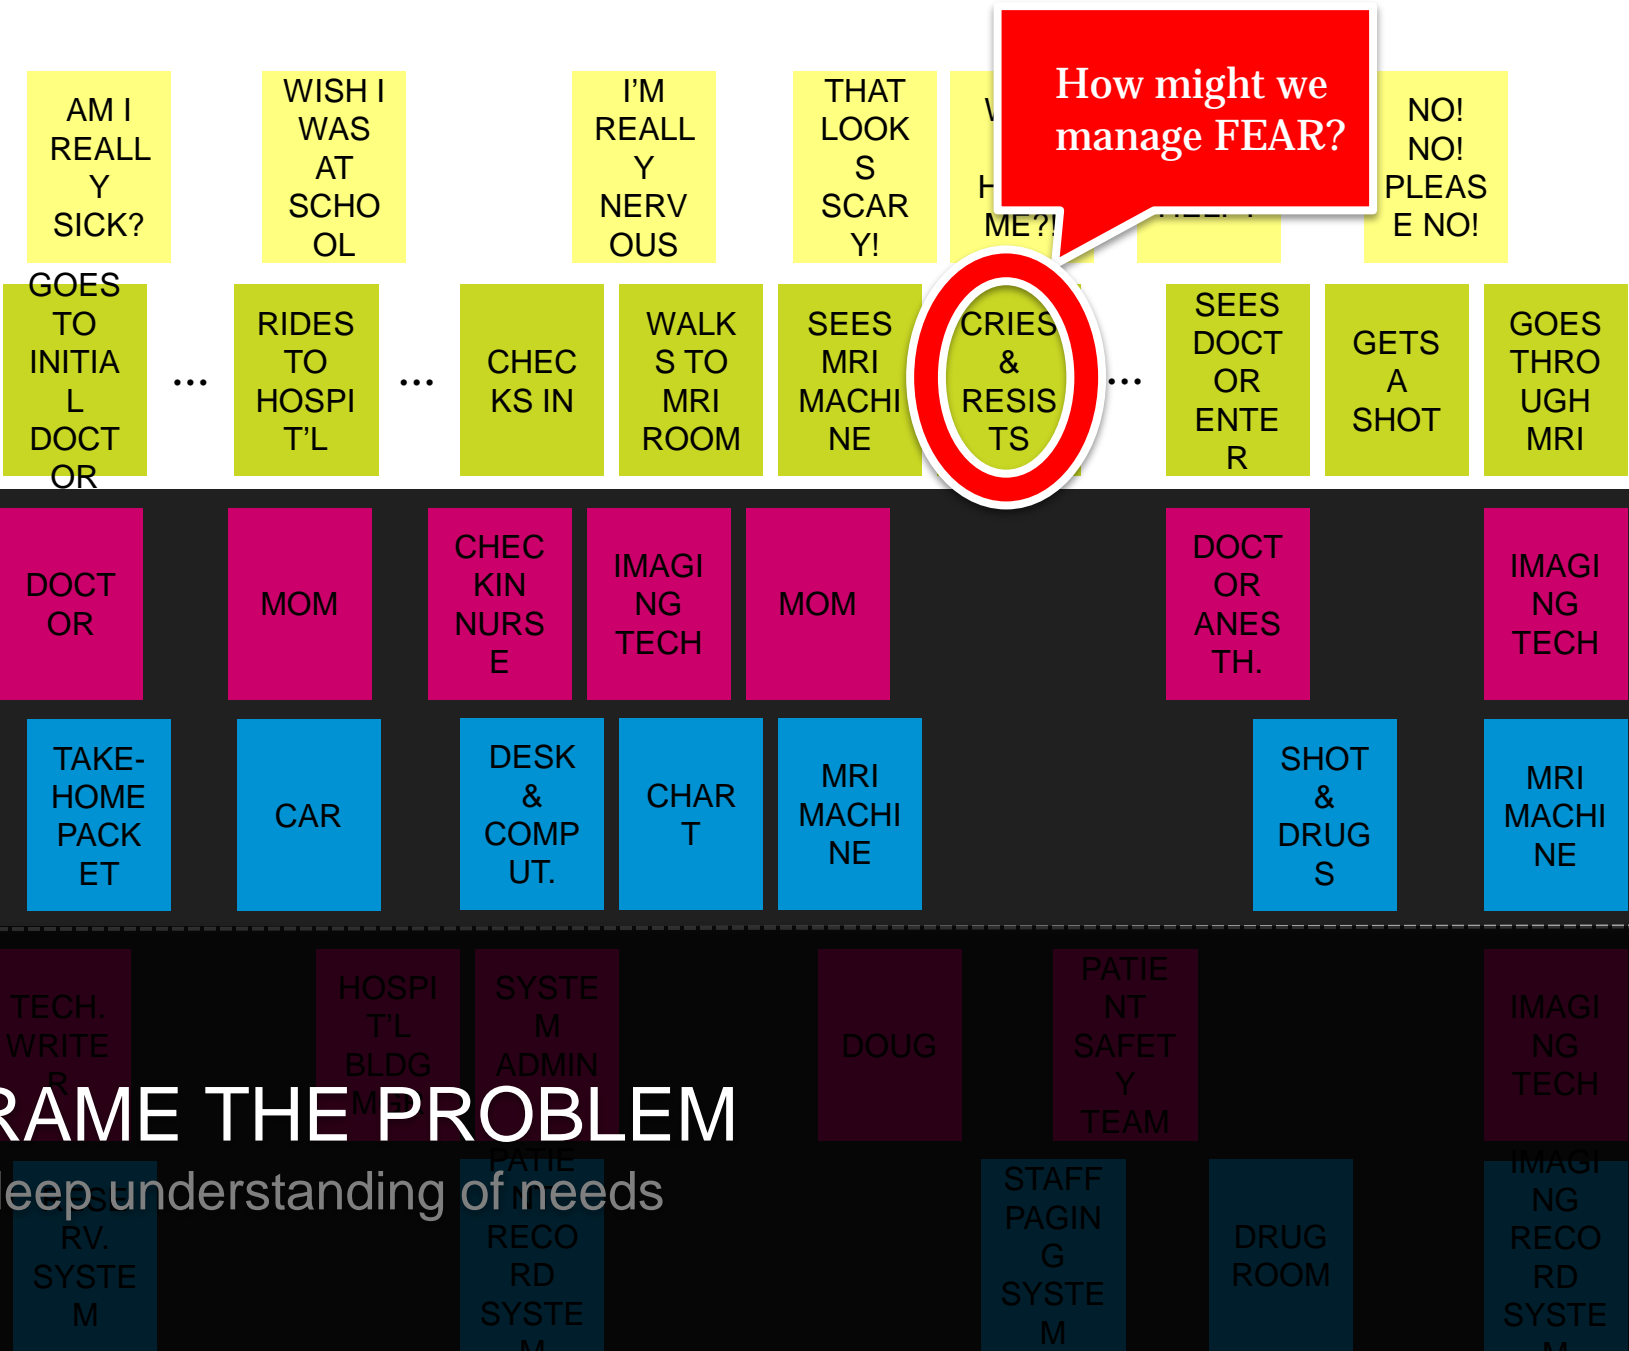 AM I
REALL
Y
SICK?
WISH I
WAS
AT
SCHO
OL
I'M
REALL
Y
NERV
OUS
THAT
LOOK
S
SCAR
Y!
ME?!
How might we
manage FEAR?
NO!
NO!
PLEAS
E NO!
GOES
TO
INITIA
L
DOCT
OR
...
RIDES
TO
HOSPI
T'L
...
CHEC
KS IN
WALK
S TO
MRI
ROOM
SEES
MRI
MACHI
NE
CRIES
&
RESIS
TS
...
SEES
DOCT
OR
ENTE
R
GETS
A
SHOT
GOES
THRO
UGH
MRI
DOCT
OR
MOM
CHEC
KIN
NURS
E
IMAGI
NG
TECH
MOM
DOCT
OR
ANES
TH.
IMAGI
NG
TECH
TAKE-
HOME
PACK
ET
CAR
DESK
&
COMP
UT.
CHAR
T
MRI
MACHI
NE
SHOT
&
DRUG
S
MRI
MACHI
NE
TECH.
WRITE
R
HOSPI
T'L
BLDG
SYSTE
M
ADMIN
DOUG
PATIE
NT
SAFET
Y
TEAM
IMAGI
NG
TECH
RAME THE PROBLEM
deep understanding of needs
RV.
SYSTE
M
PATIE
NT
RECO
RD
SYSTE
M
STAFF
PAGIN
G
SYSTE
M
DRUG
ROOM
IMAGI
NG
RECO
RD
SYSTE
M